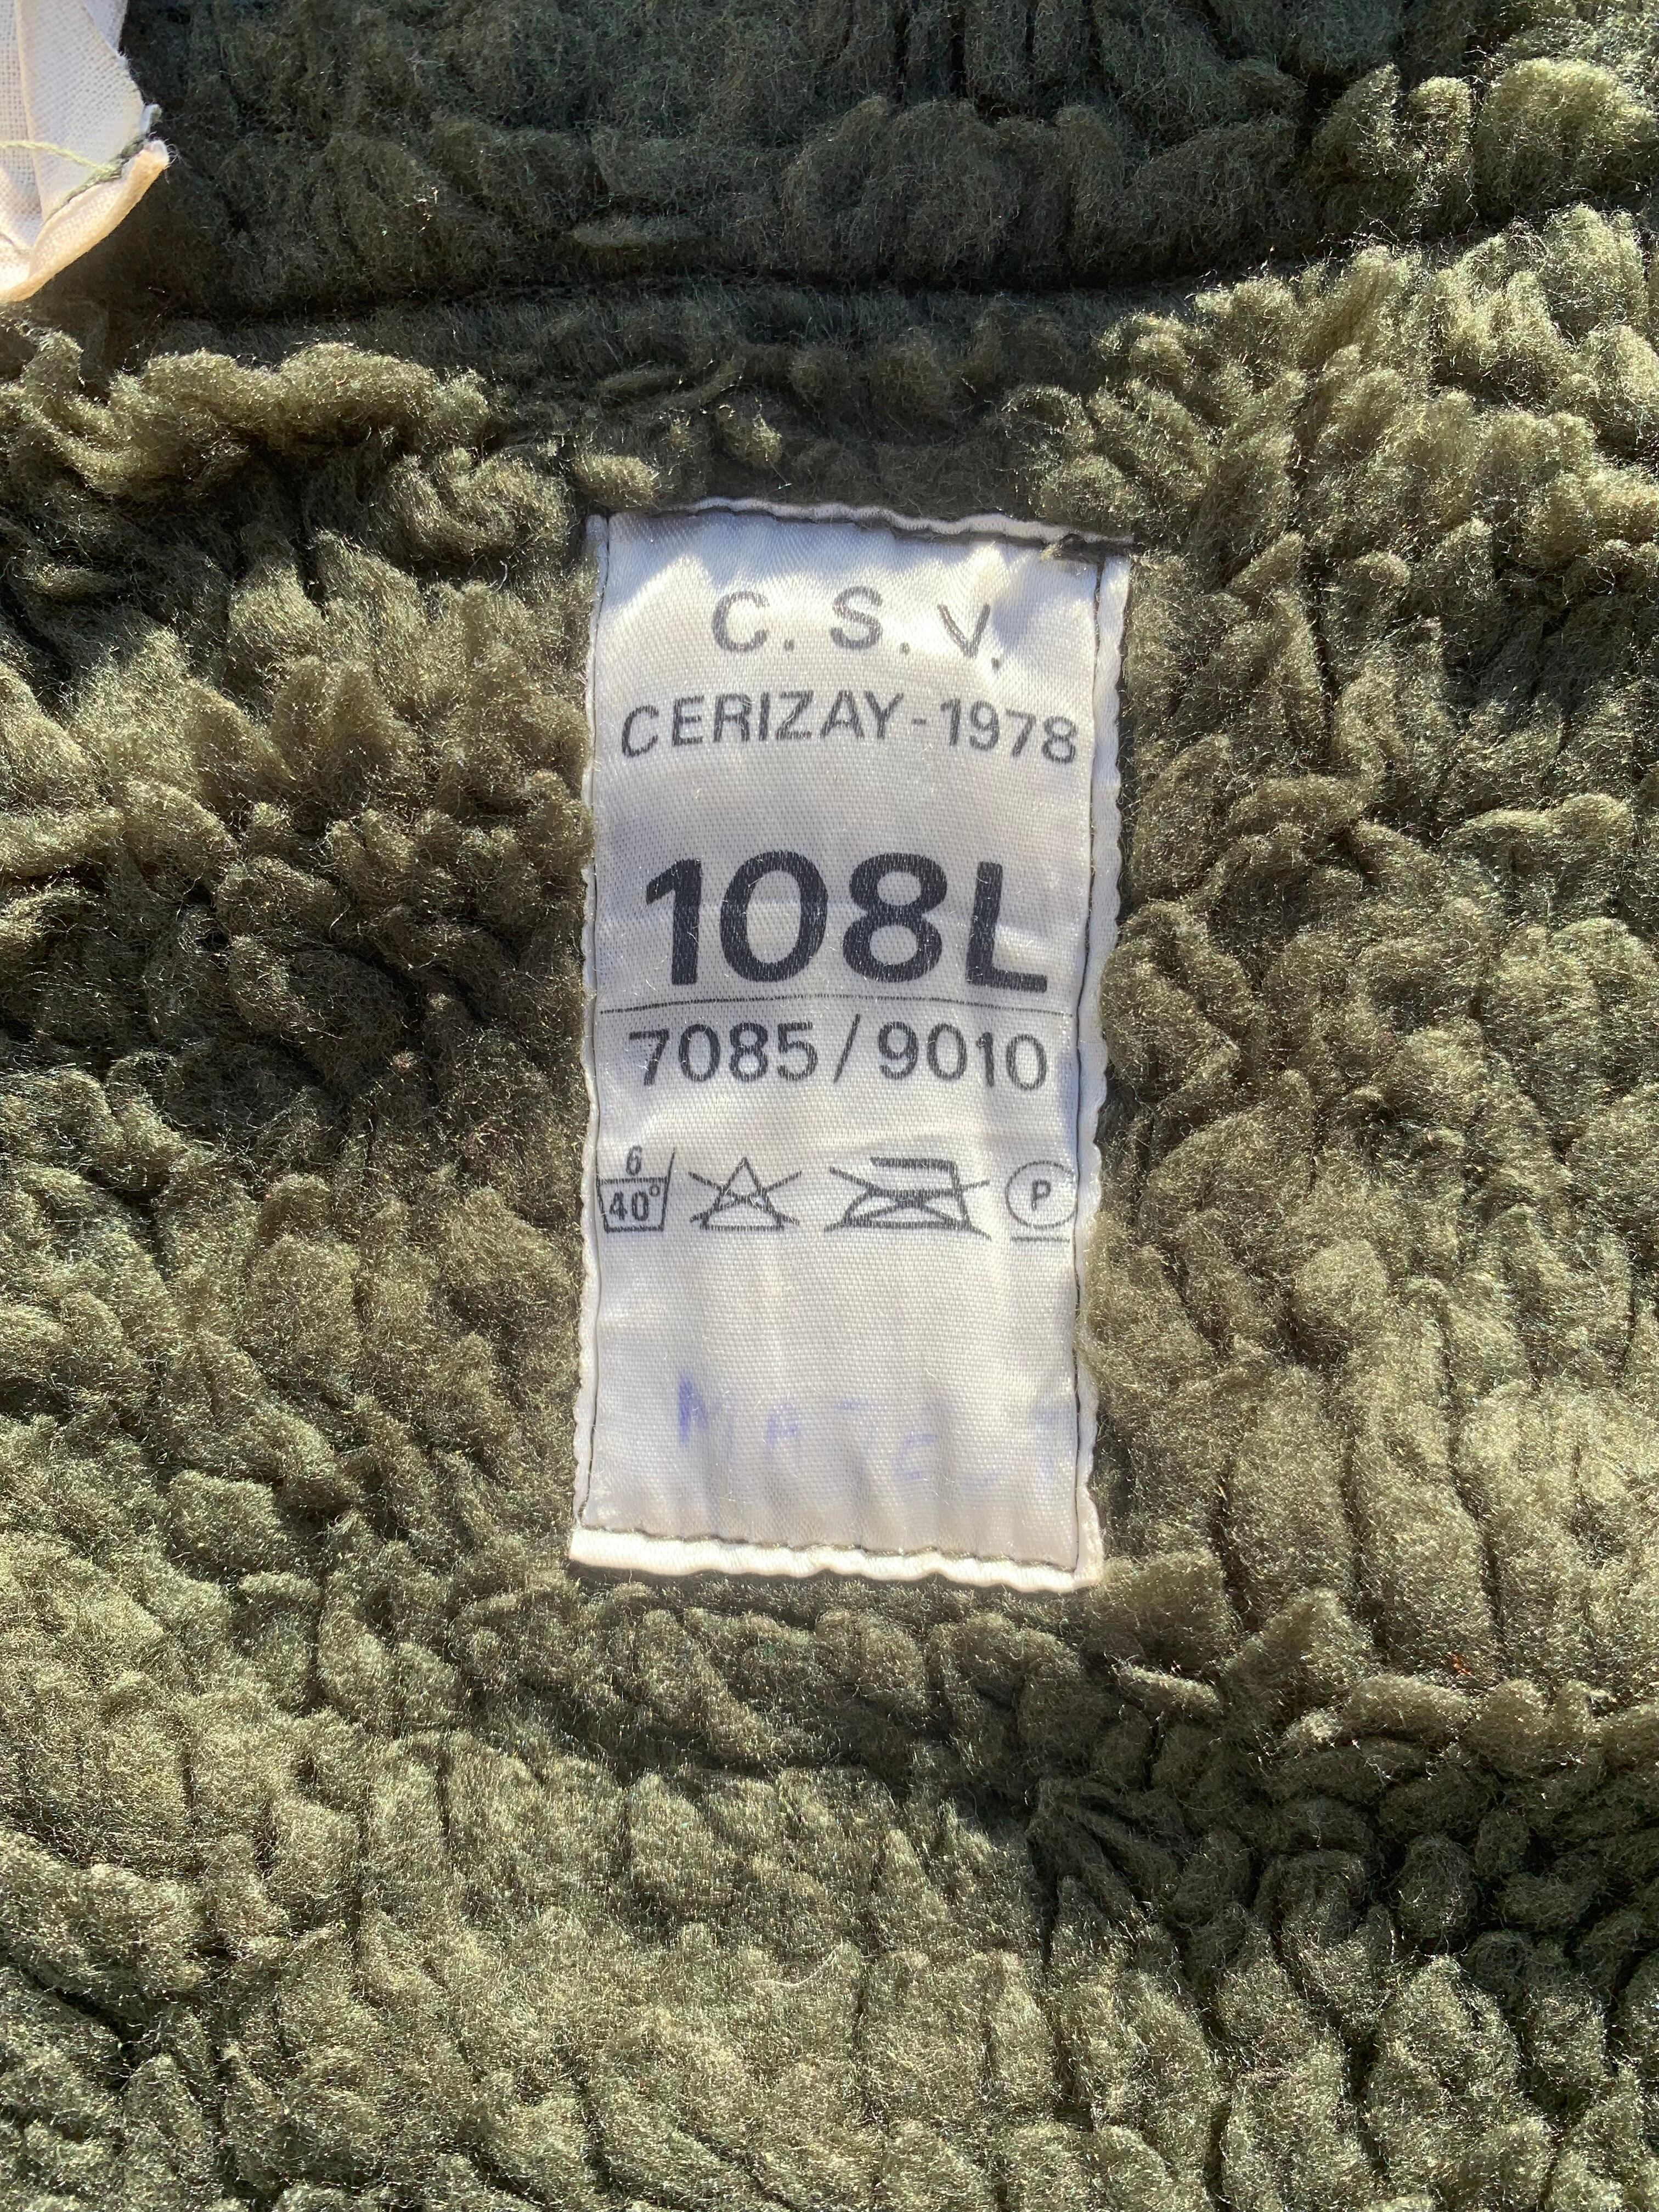 C. S. V.
CERIZAY-1978
108L
7085/9010
6
40°
P